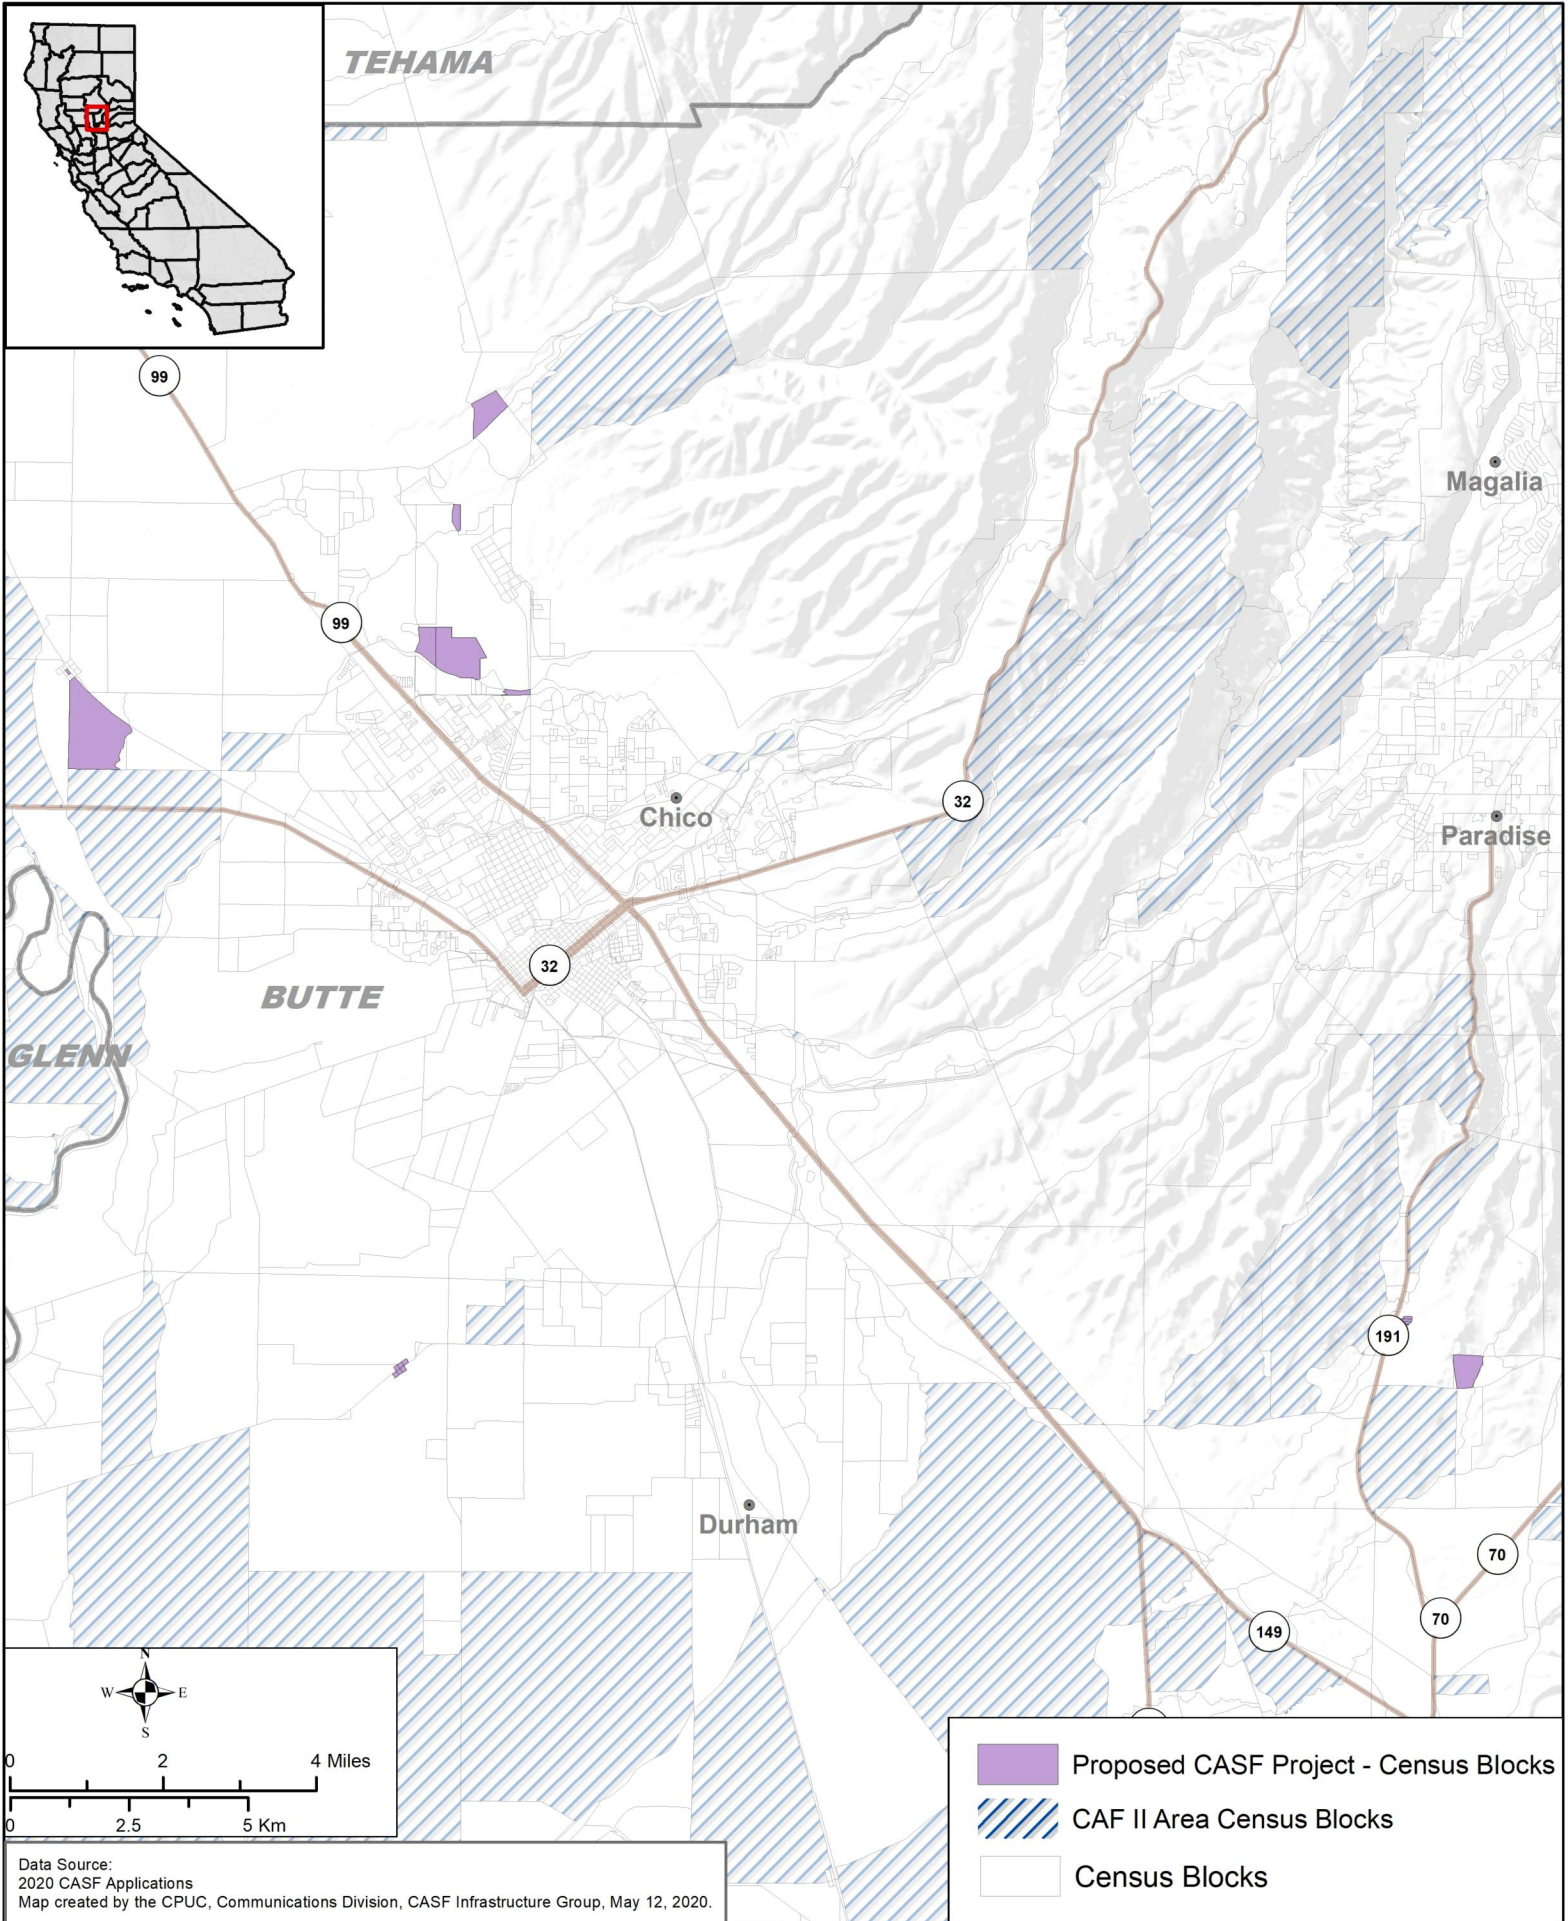 TEHAMA
99
Magalia
99
Chico
32
Paradise
32
BUTTE
GLENN
191
Durham
70
70
149
N
W
E
S
0 2 4 Miles
0 2.5 5 Km
Proposed CASF Project - Census Blocks
CAF II Area Census Blocks
Census Blocks
Data Source:
2020 CASF Applications
Map created by the CPUC, Communications Division, CASF Infrastructure Group, May 12, 2020.